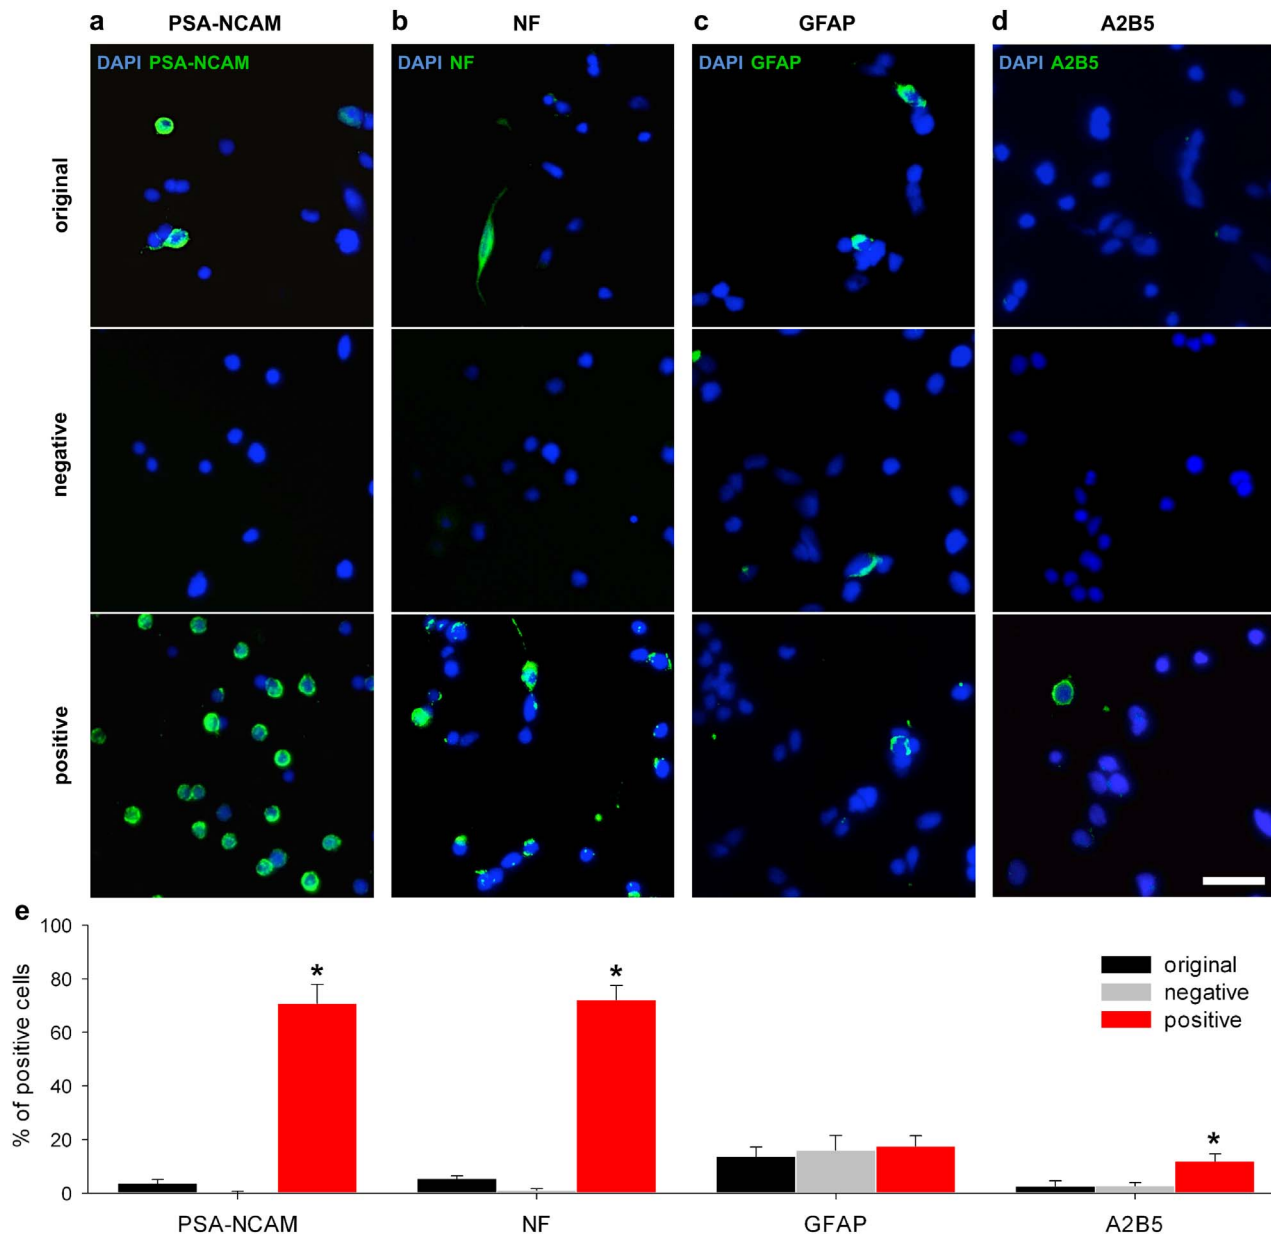 a PSA-NCAM b NF c GFAP d A2B5
DAPI PSA-NCAM DAPI NF DAPI GFAP DAPI A2B5
original
negative
positive
e
% of positive cells
100
80
60
40
20
0
* * *
original
negative
positive
PSA-NCAM NF GFAP A2B5